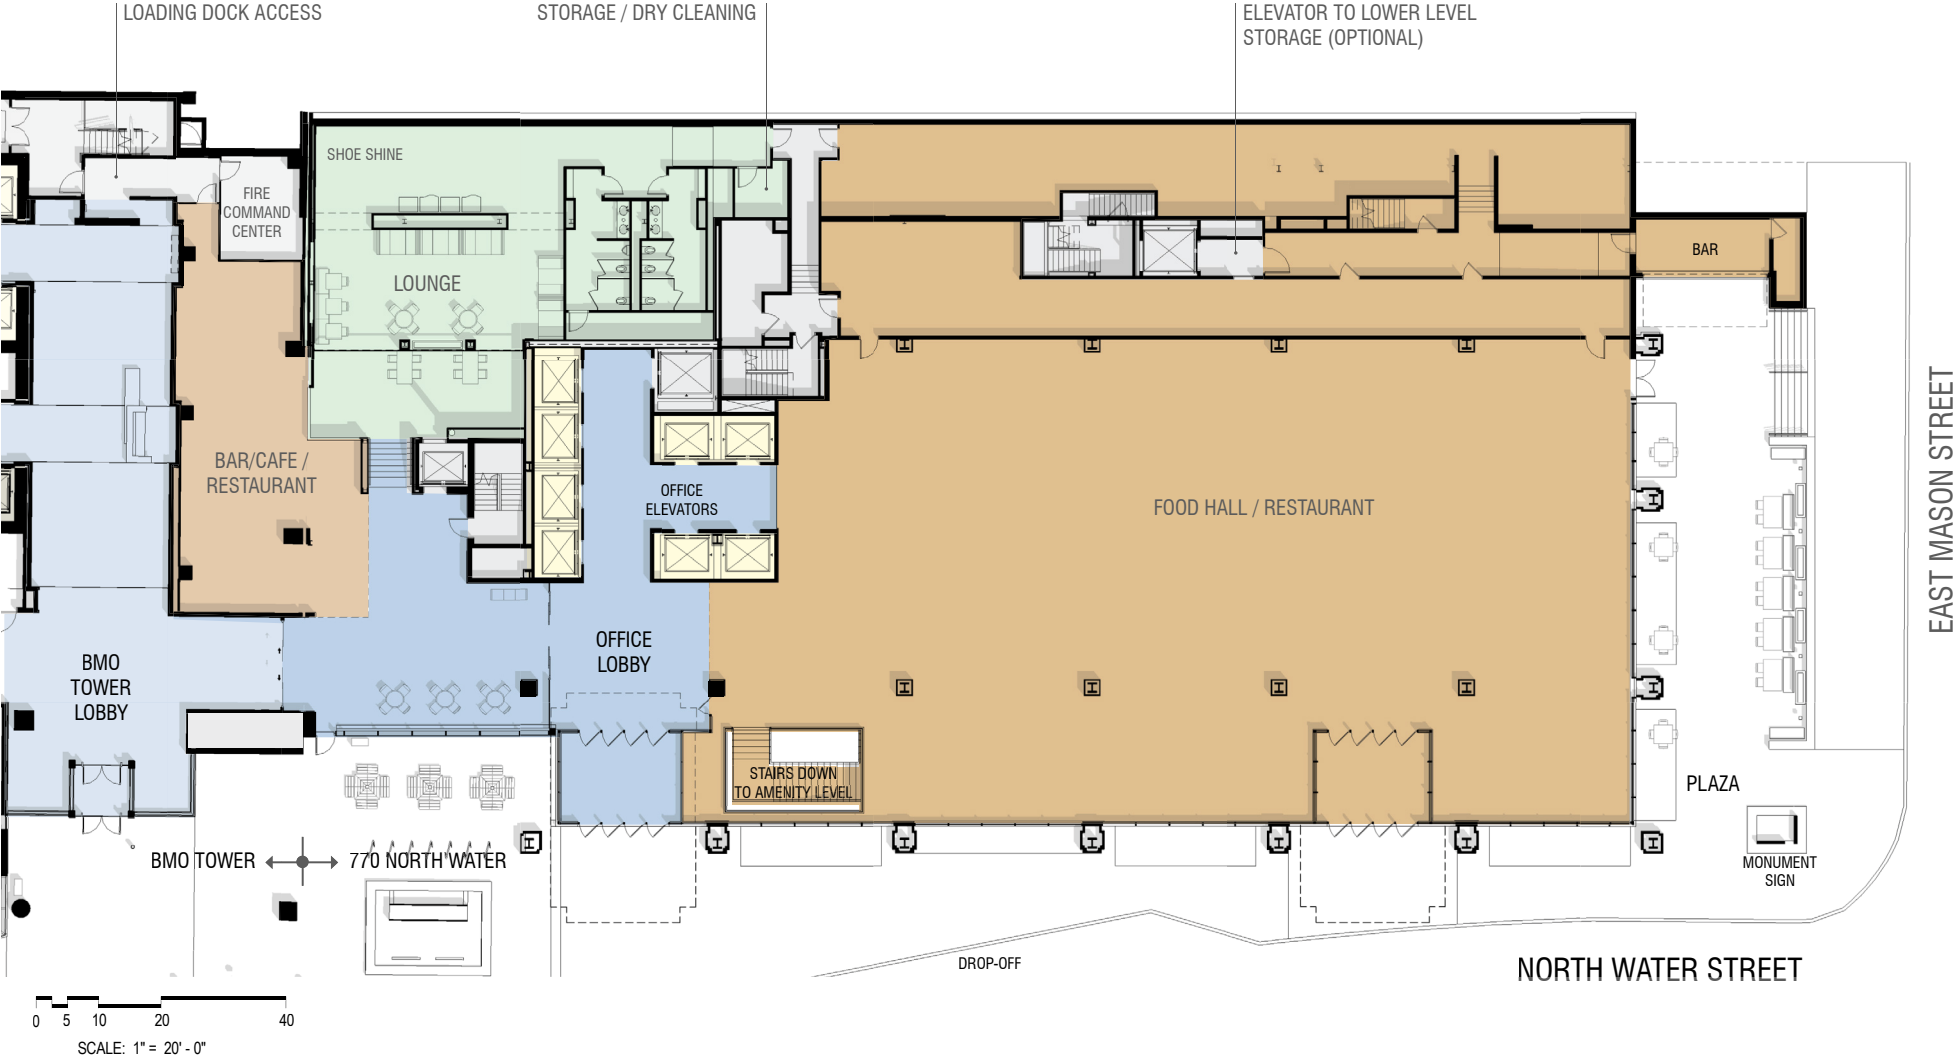 LOADING DOCK ACCESS
STORAGE / DRY CLEANING
ELEVATOR TO LOWER LEVEL
STORAGE (OPTIONAL)
SHOE SHINE
FIRE
COMMAND
CENTER
LOUNGE
BAR
BAR/CAFE /
RESTAURANT
OFFICE
ELEVATORS
FOOD HALL / RESTAURANT
EAST MASON STREET
BMO
TOWER
LOBBY
OFFICE
LOBBY
STAIRS DOWN
TO AMENITY LEVEL
PLAZA
BMO TOWER
770 NORTH WATER
MONUMENT
SIGN
DROP-OFF
NORTH WATER STREET
0 5 10 20 40
SCALE: 1" = 20' - 0"